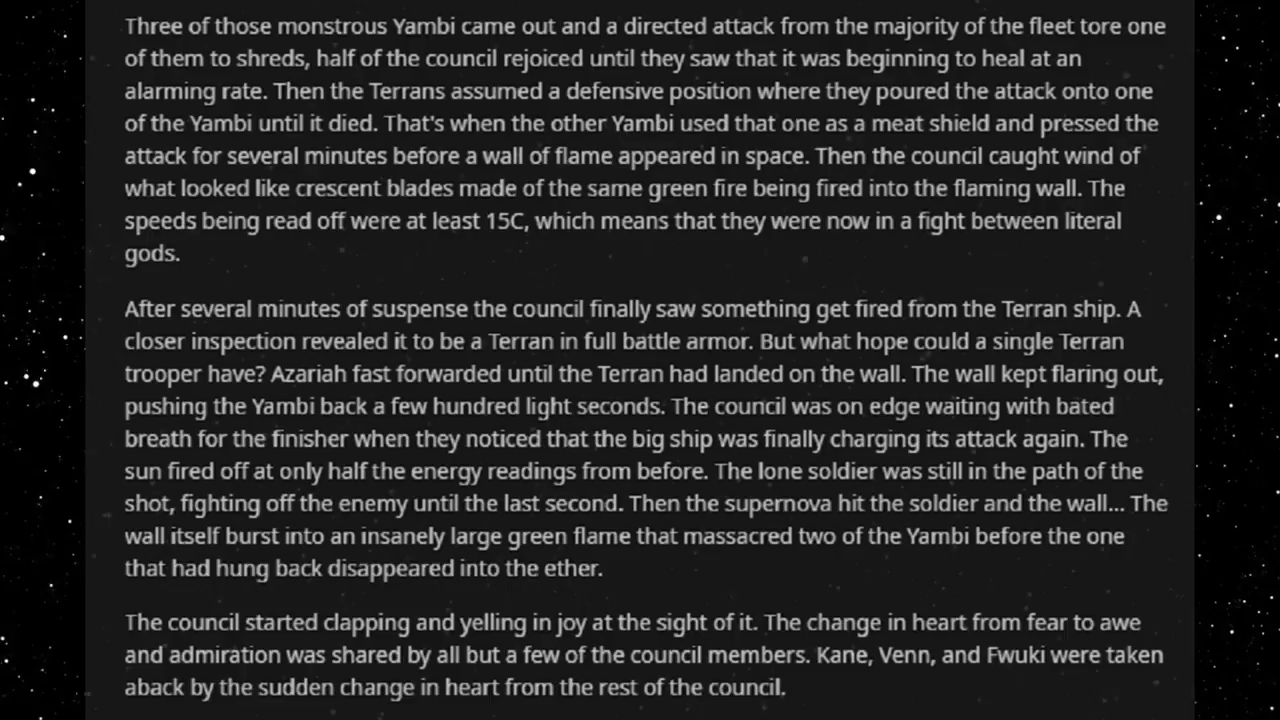 Three of those monstrous Yambi came out and a directed attack from the majority of the fleet tore one
of them to shreds, half of the council rejoiced until they saw that it was beginning to heal at an
alarming rate. Then the Terrans assumed a defensive position where they poured the attack onto one
of the Yambi until it died. That's when the other Yambi used that one as a meat shield and pressed the
attack for several minutes before a wall of flame appeared in space. Then the council caught wind of
what looked like crescent blades made of the same green fire being fired into the flaming wall. The
speeds being read off were at least 15C, which means that they were now in a fight between literal
gods.
After several minutes of suspense the council finally saw something get fired from the Terran ship. A
closer inspection revealed it to be a Terran in full battle armor. But what hope could a single Terran
trooper have? Azariah fast forwarded until the Terran had landed on the wall. The wall kept flaring out,
pushing the Yambi back a few hundred light seconds. The council was on edge waiting with bated
breath for the finisher when they noticed that the big ship was finally charging its attack again. The
sun fired off at only half the energy readings from before. The lone soldier was still in the path of the
shot, fighting off the enemy until the last second. Then the supernova hit the soldier and the wall... The
wall itself burst into an insanely large green flame that massacred two of the Yambi before the one
that had hung back disappeared into the ether.
The council started clapping and yelling in joy at the sight of it. The change in heart from fear to awe
and admiration was shared by all but a few of the council members. Kane, Venn, and Fwuki were taken
aback by the sudden change in heart from the rest of the council.